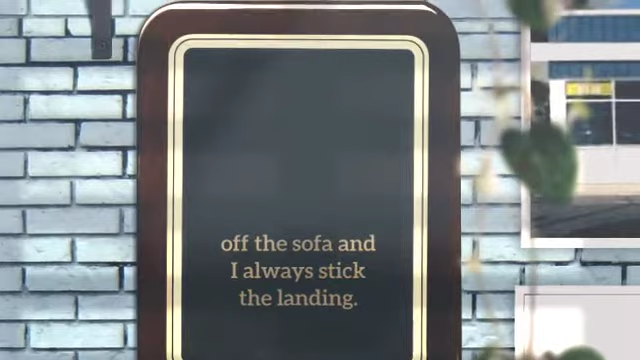 off the sofa and
I always stick
the landing.